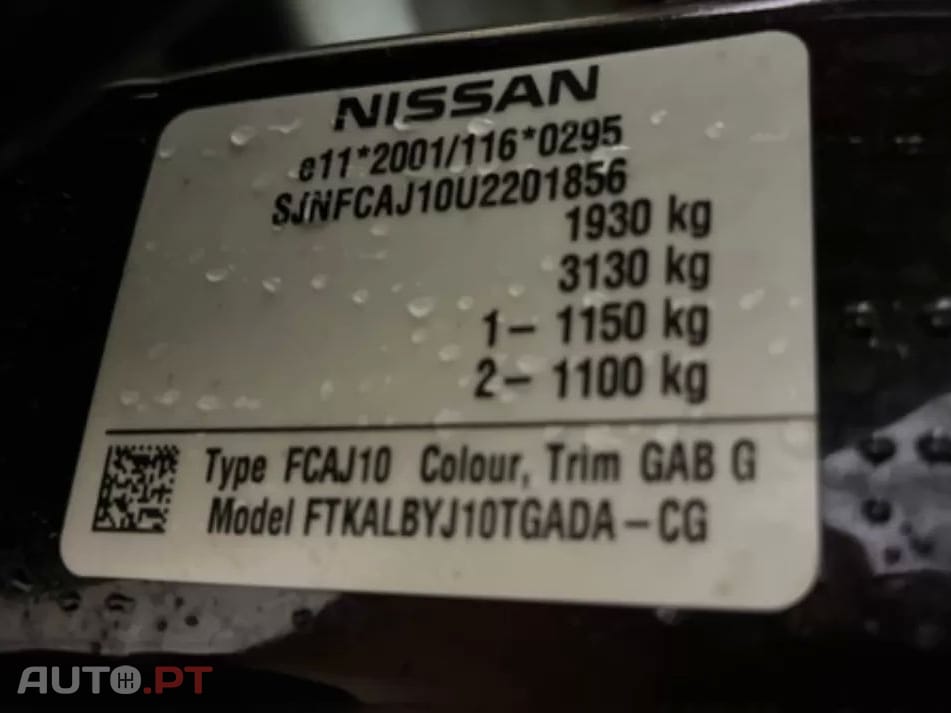 NISSAN
e11*2001/116*0295
SJNFCAJ10U2201856
1930 kg
3130 kg
1- 1150 kg
2- 1100 kg
Type FCAJ10 Colour, Trim GAB G
Model FTKALBYJ10TGADA-CG
AUTO.PT